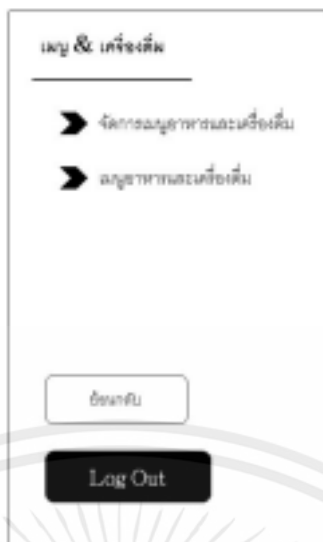 เมนู & เครื่องดื่ม
จัดการเมนูอาหารและเครื่องดื่ม
เมนูอาหารและเครื่องดื่ม
ย้อนกลับ
Log Out